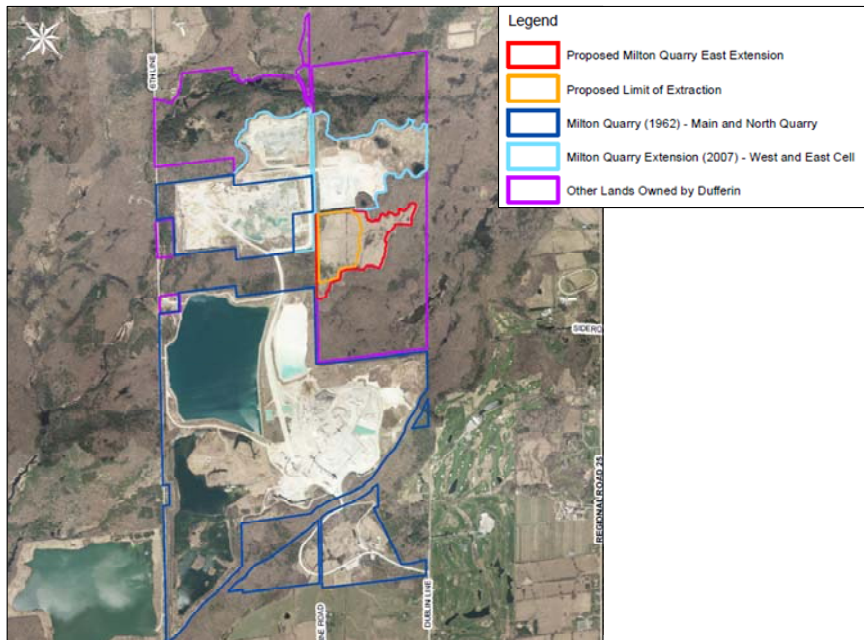 Legend
Proposed Milton Quarry East Extension
Proposed Limit of Extraction
Milton Quarry (1962) - Main and North Quarry
Milton Quarry Extension (2007) - West and East Cell
Other Lands Owned by Dufferin
6TH LINE
SIDERO
REGIONAL ROAD 25
DUBLIN LINE
INE ROAD